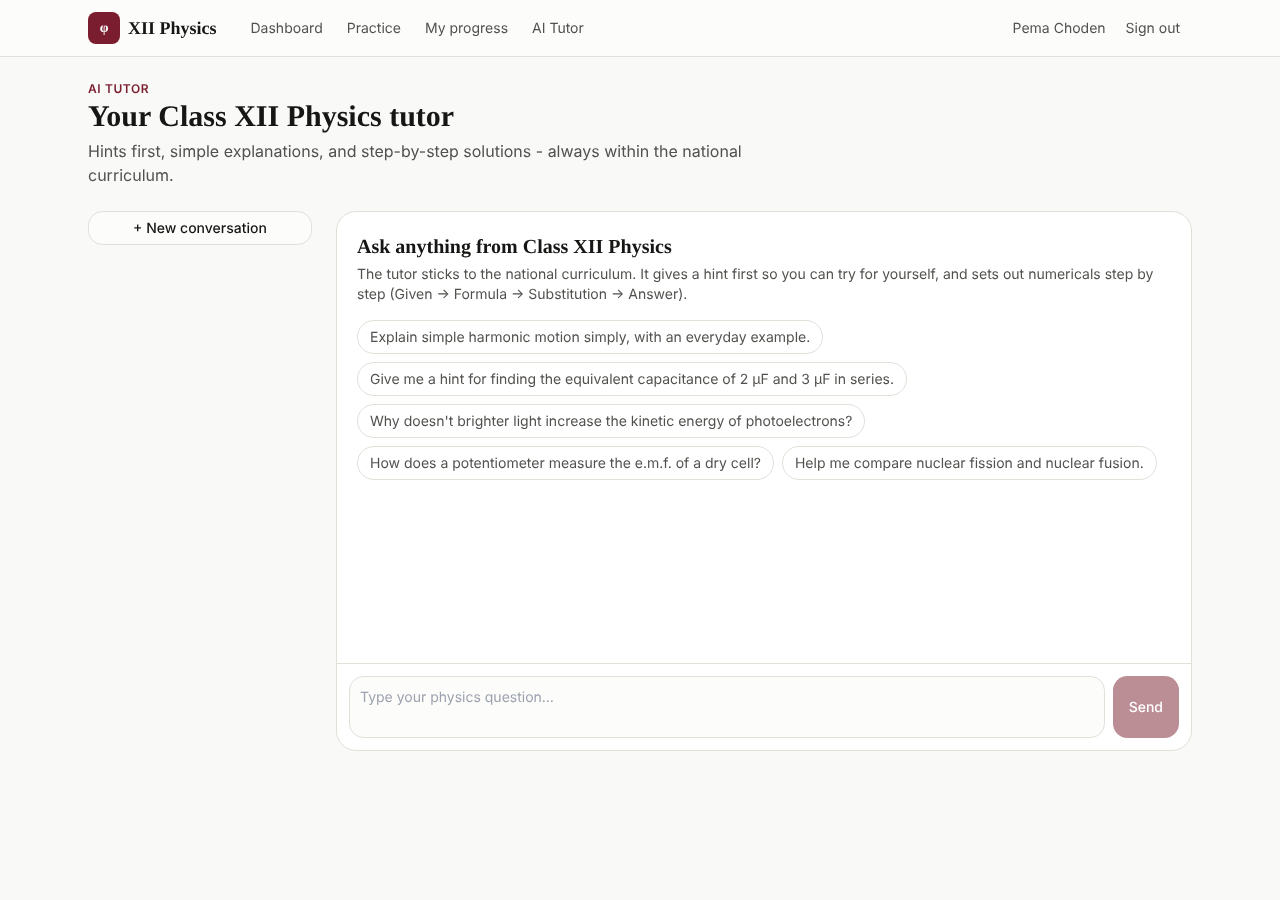 φ XII Physics Dashboard Practice My progress AI Tutor Pema Choden Sign out
AI TUTOR
Your Class XII Physics tutor
Hints first, simple explanations, and step-by-step solutions - always within the national
curriculum.
+ New conversation
Ask anything from Class XII Physics
The tutor sticks to the national curriculum. It gives a hint first so you can try for yourself, and sets out numericals step by
step (Given → Formula → Substitution → Answer).
Explain simple harmonic motion simply, with an everyday example.
Give me a hint for finding the equivalent capacitance of 2 μF and 3 μF in series.
Why doesn't brighter light increase the kinetic energy of photoelectrons?
How does a potentiometer measure the e.m.f. of a dry cell? Help me compare nuclear fission and nuclear fusion.
Type your physics question... Send